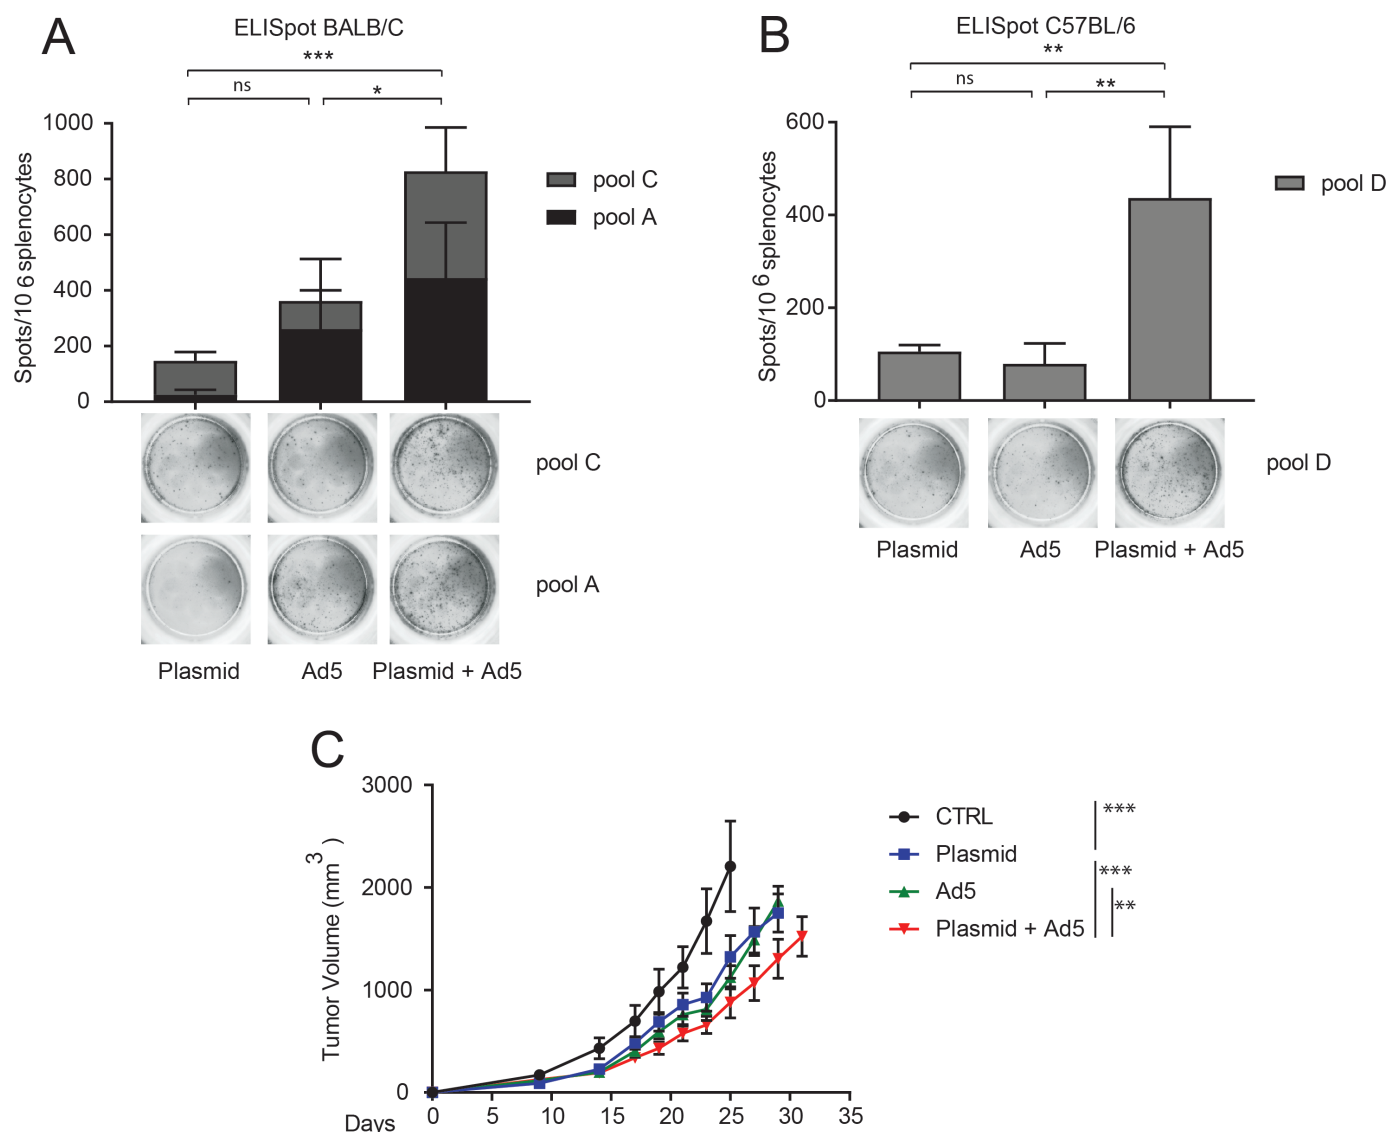 A
ELISpot BALB/C
***
ns
*
1000
800
600
400
200
0
Spots/10 6 splenocytes
pool C
pool A
pool C
pool A
Plasmid
Ad5
Plasmid + Ad5
B
ELISpot C57BL/6
**
ns
**
600
400
200
0
Spots/10 6 splenocytes
pool D
pool D
Plasmid
Ad5
Plasmid + Ad5
C
3000
2000
1000
0
Tumor Volume (mm3 )
Days
0 5 10 15 20 25 30 35
CTRL
Plasmid
Ad5
Plasmid + Ad5
***
***
**